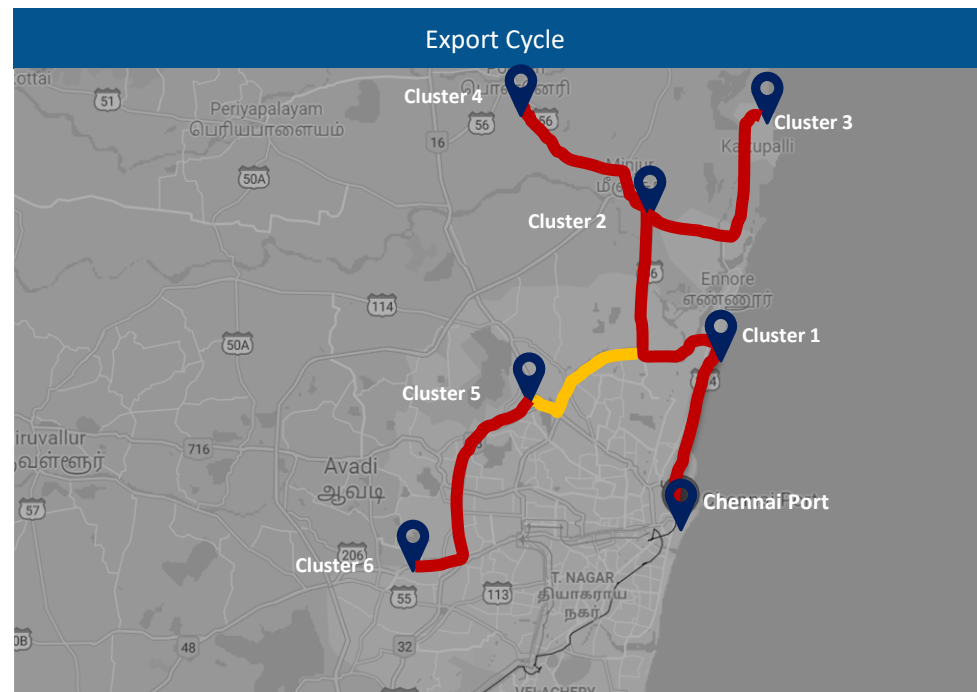 Export Cycle
51
Periyapalayam
பெரியபாளையம்
Cluster 4
56
56
Cluster 3
16
50A
Cluster 2
Ennore
எண்ணூர்
114
50A
Cluster 1
Cluster 5
716
Avadi
ஆவடி
57
Chennai Port
206
Cluster 6
T. NAGAR
தியாகராய
நகர்
55
113
32
48